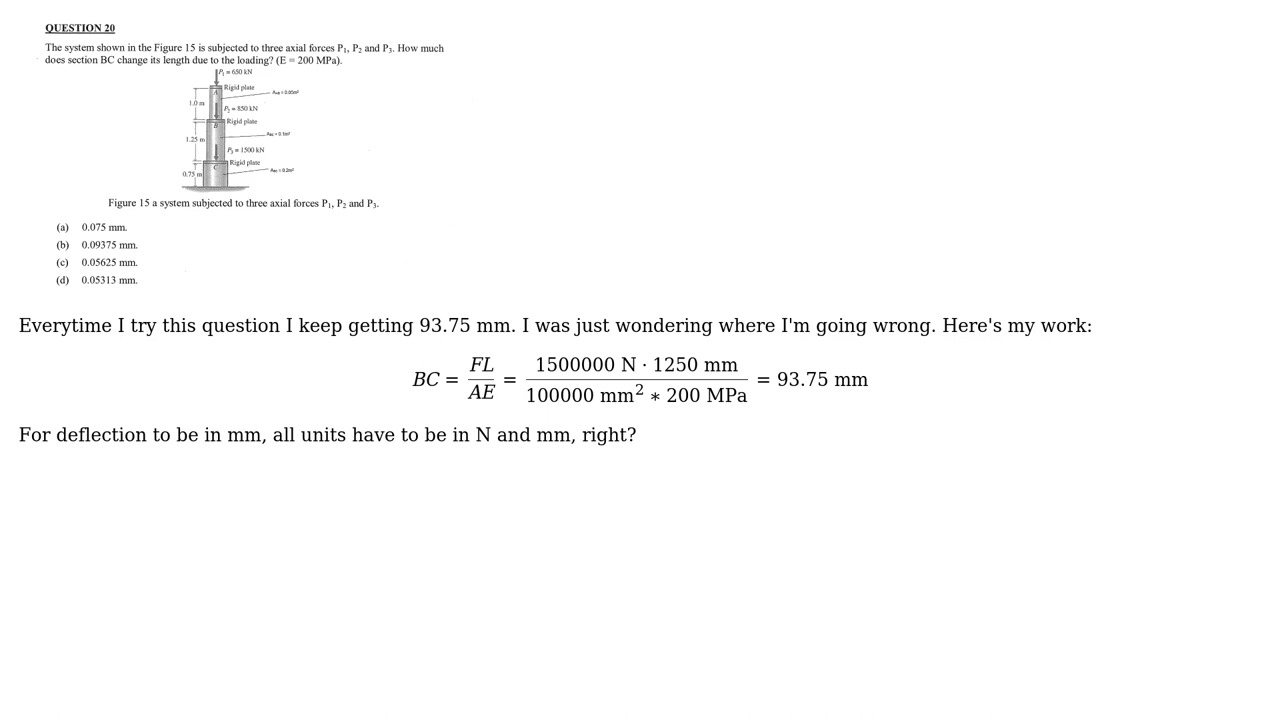 QUESTION 20
The system shown in the Figure 15 is subjected to three axial forces P₁, P₂ and P₃. How much
does section BC change its length due to the loading? (E = 200 MPa).
P₁ = 650 kN
Rigid plate
A
A_AB = 0.05m²
1.0 m
P₂ = 850 kN
Rigid plate
B
A_BC = 0.1m²
1.25 m
P₃ = 1500 kN
Rigid plate
C
0.75 m
Figure 15 a system subjected to three axial forces P₁, P₂ and P₃.
(a) 0.075 mm.
(b) 0.09375 mm.
(c) 0.05625 mm.
(d) 0.05313 mm.
Everytime I try this question I keep getting 93.75 mm. I was just wondering where I'm going wrong. Here's my work:
BC = FL/AE = 1500000 N · 1250 mm / 100000 mm² * 200 MPa = 93.75 mm
For deflection to be in mm, all units have to be in N and mm, right?